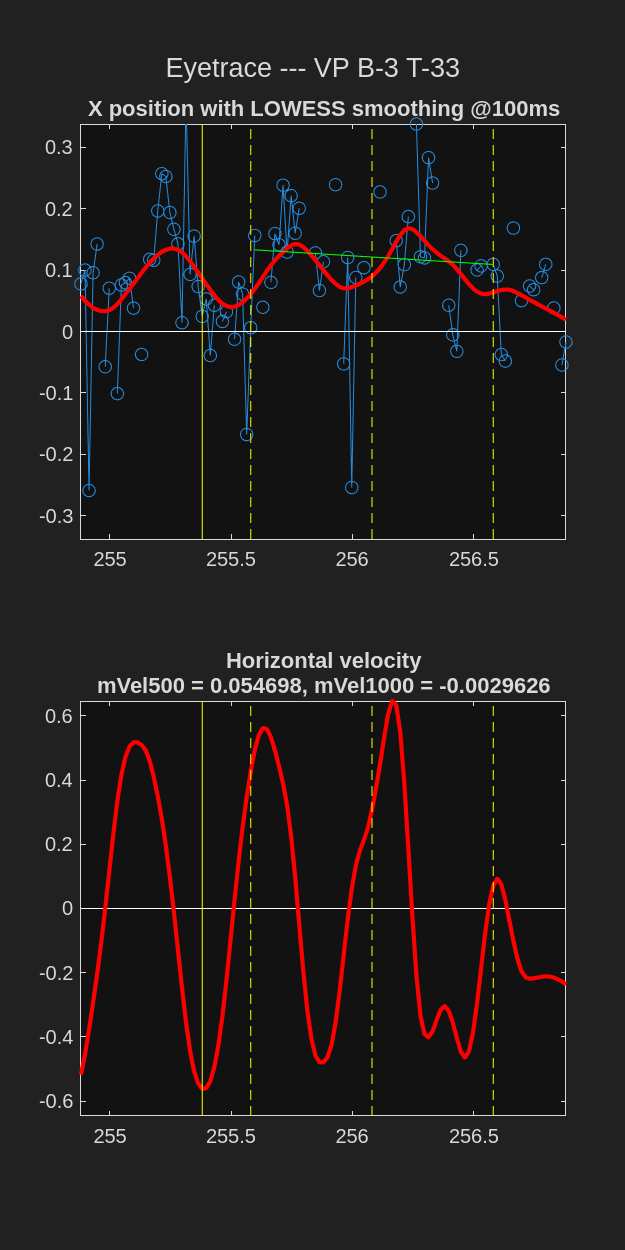 Eyetrace --- VP B-3 T-33
X position with LOWESS smoothing @100ms
0.3
0.2
0.1
0
-0.1
-0.2
-0.3
255 255.5 256 256.5
Horizontal velocity
mVel500 = 0.054698, mVel1000 = -0.0029626
0.6
0.4
0.2
0
-0.2
-0.4
-0.6
255 255.5 256 256.5